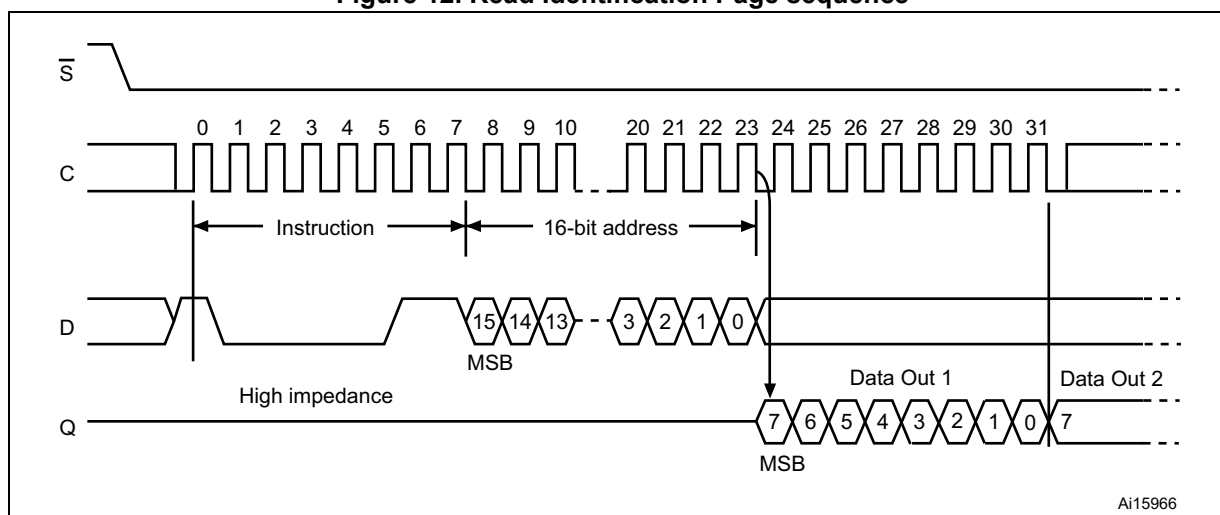 Figure 12. Read Identification Page sequence
S
0 1 2 3 4 5 6 7 8 9 10 20 21 22 23 24 25 26 27 28 29 30 31
C
Instruction 16-bit address
D 15 14 13 3 2 1 0
MSB
High impedance Data Out 1 Data Out 2
Q 7 6 5 4 3 2 1 0 7
MSB
Ai15966